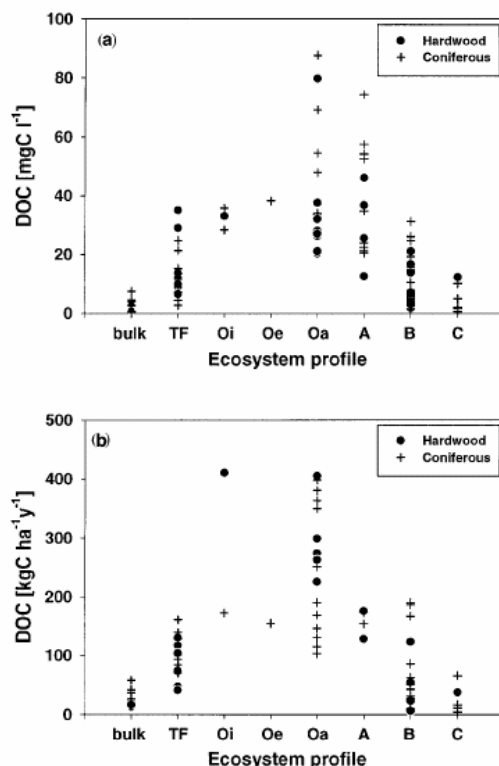 (a)
Hardwood
Coniferous
100
80
60
40
20
0
DOC [mgC l⁻¹]
bulk TF Oi Oe Oa A B C
Ecosystem profile
(b)
Hardwood
Coniferous
500
400
300
200
100
0
DOC [kgC ha⁻¹y⁻¹]
bulk TF Oi Oe Oa A B C
Ecosystem profile